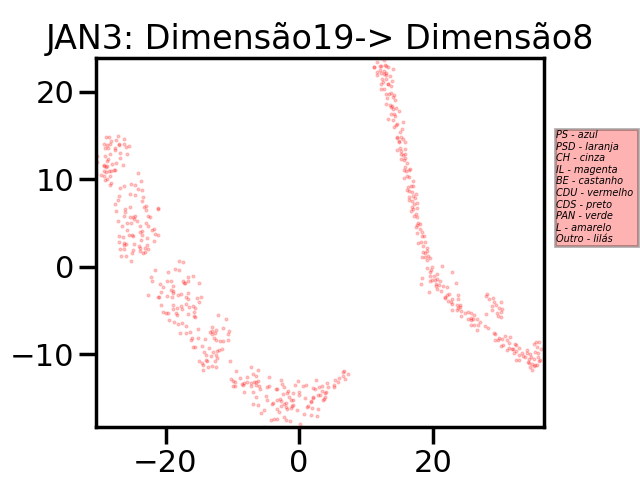 JAN3: Dimensão19-> Dimensão8
20
10
0
−10
−20
0
20
PS - azul
PSD - laranja
CH - cinza
IL - magenta
BE - castanho
CDU - vermelho
CDS - preto
PAN - verde
L - amarelo
Outro - lilás